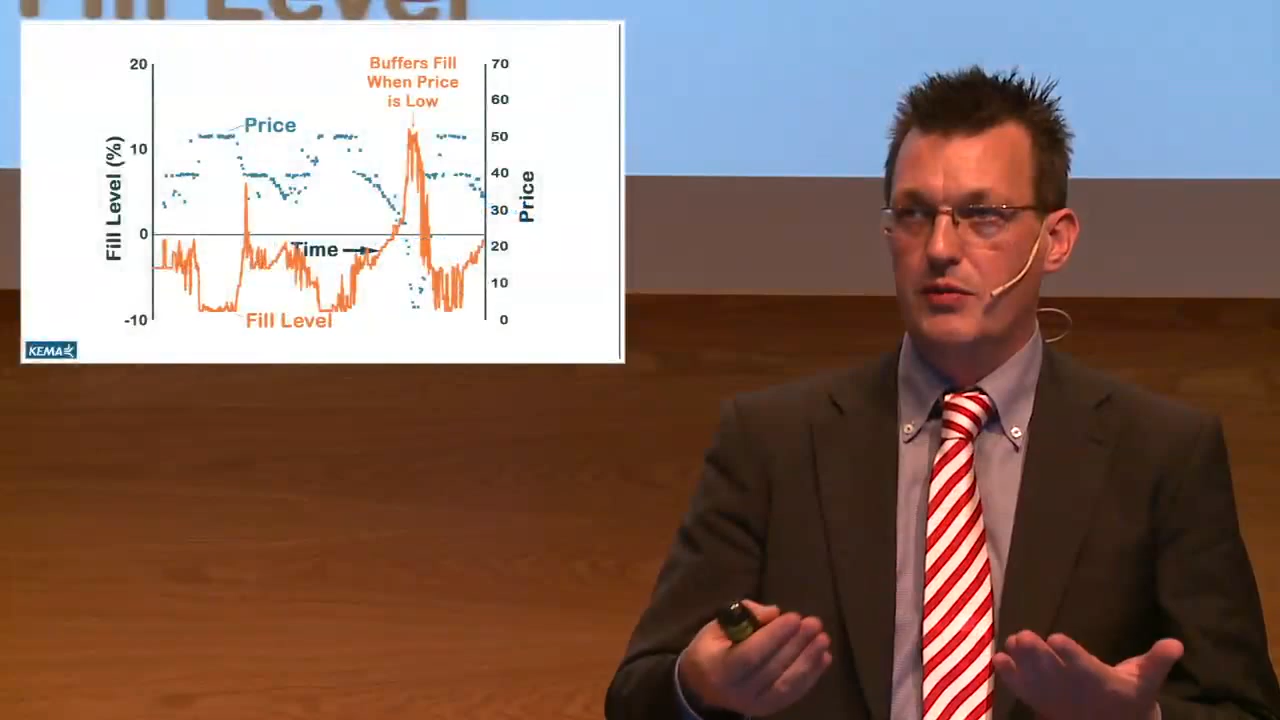 Fill Level
Buffers Fill
When Price
is Low
Price
Fill Level (%)
20
10
0
-10
70
60
50
40
30
20
10
0
Price
Time
Fill Level
KEMA